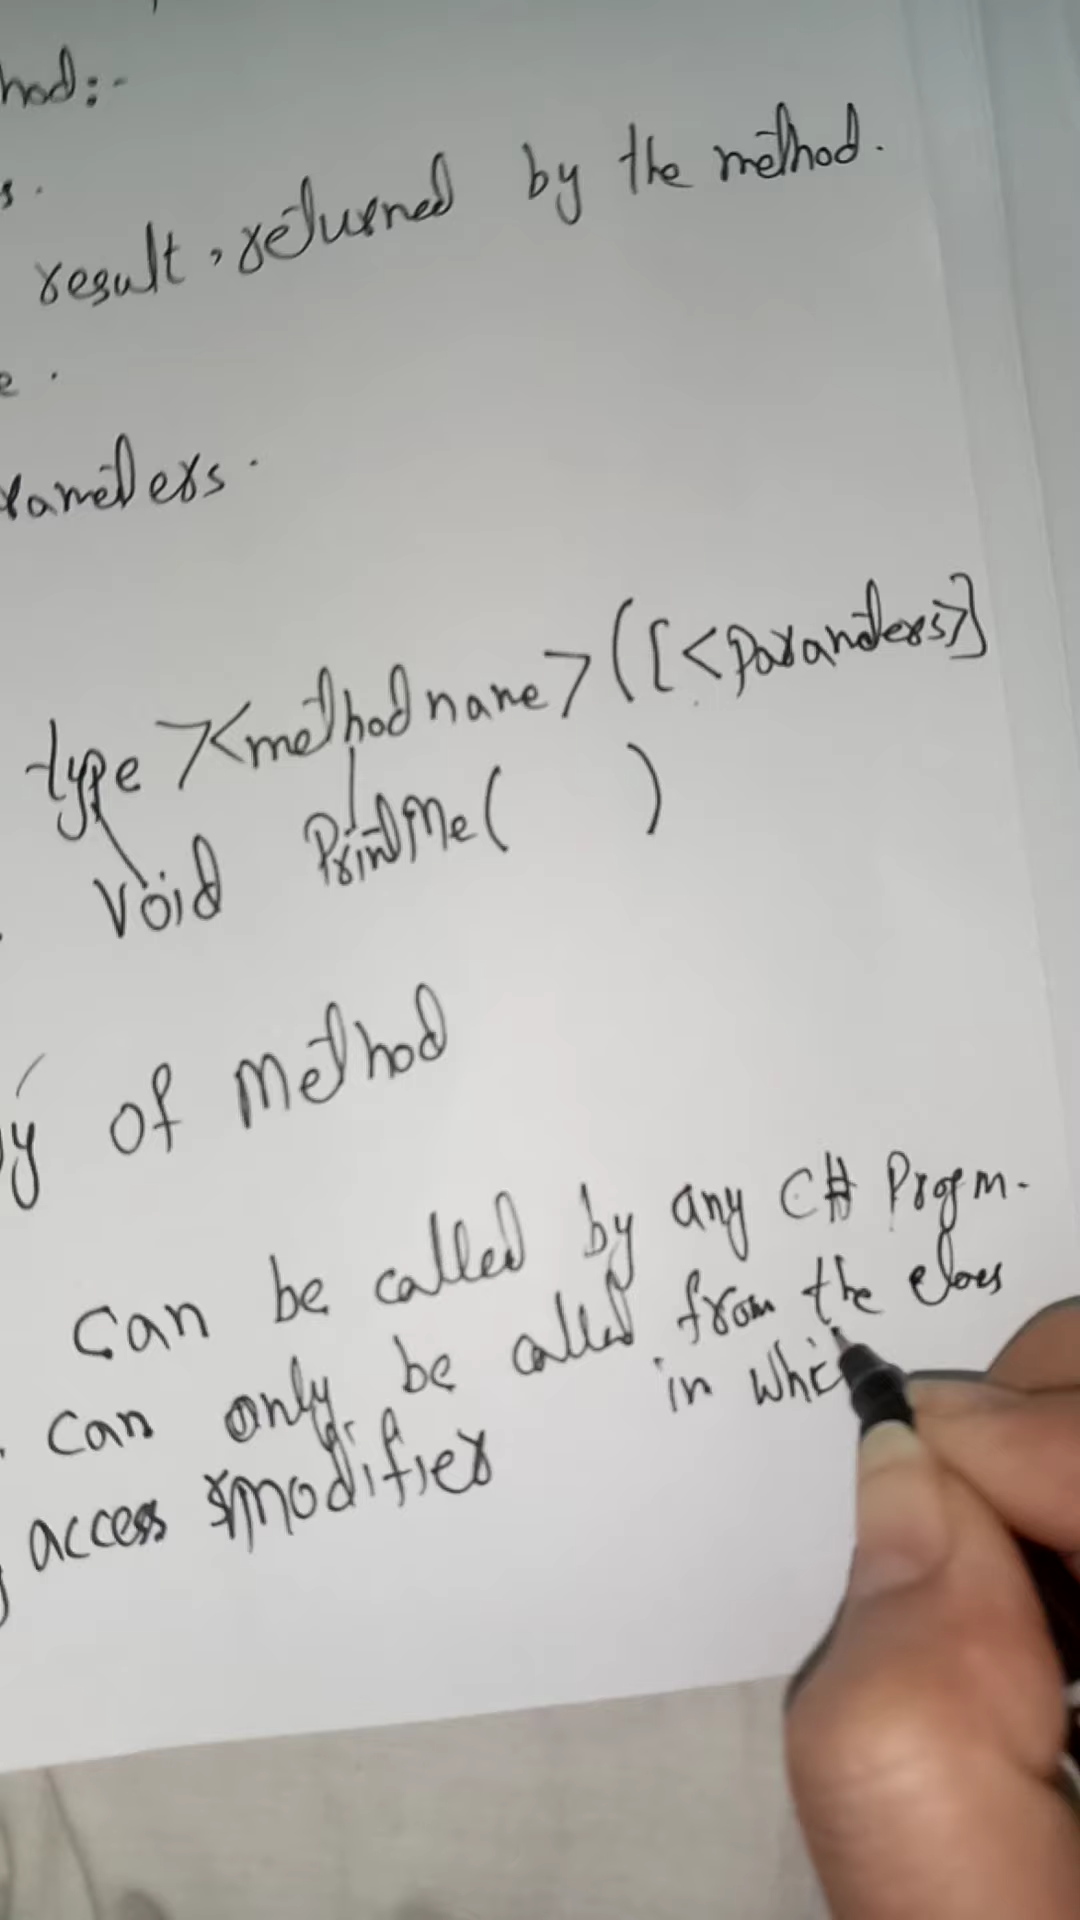 hod:-
s.
result, returned by the method.
e.
rameters.
type ><method name>([<Parameters>]
Void PrintMe( )
y of Method
can be called by any C# Progm.
can only be called from the class
in whi
access modifier